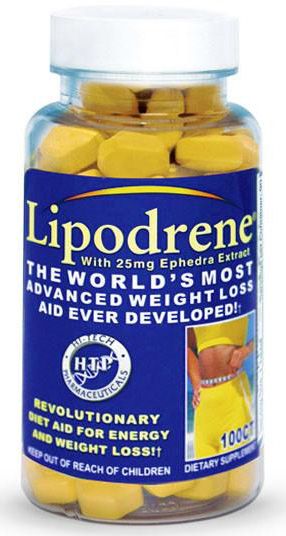 Lipodrene®
With 25mg Ephedra Extract
THE WORLD'S MOST
ADVANCED WEIGHT LOSS
AID EVER DEVELOPED!†
HI-TECH
H.T.P.
PHARMACEUTICALS
REVOLUTIONARY
DIET AID FOR ENERGY
AND WEIGHT LOSS!†
KEEP OUT OF REACH OF CHILDREN
100CT
DIETARY SUPPLEMENT